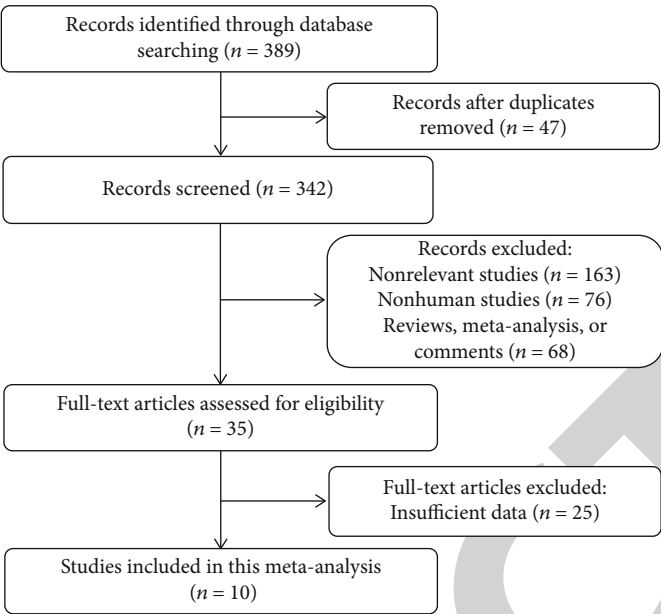 Records identified through database
searching (n = 389)
Records after duplicates
removed (n = 47)
Records screened (n = 342)
Records excluded:
Nonrelevant studies (n = 163)
Nonhuman studies (n = 76)
Reviews, meta-analysis, or
comments (n = 68)
Full-text articles assessed for eligibility
(n = 35)
Full-text articles excluded:
Insufficient data (n = 25)
Studies included in this meta-analysis
(n = 10)